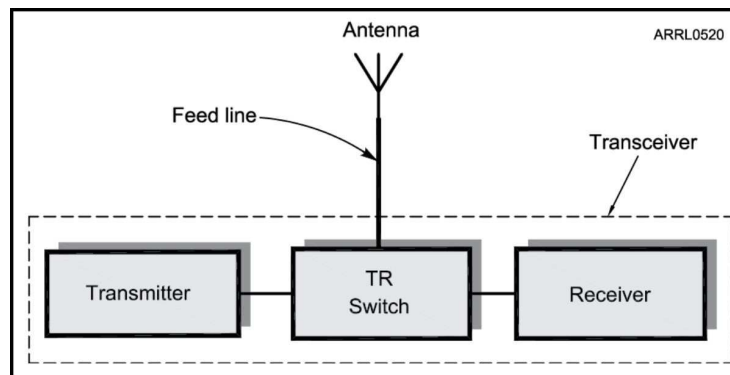 Antenna
ARRL0520
Feed line
Transceiver
Transmitter
TR
Switch
Receiver